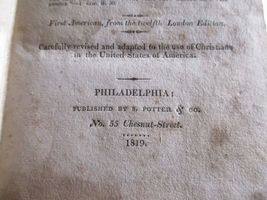 First American, from the twelfth London Edition.
Carefully revised and adapted to the use of Christians
in the United States of America.
PHILADELPHIA:
PUBLISHED BY S. POTTER & CO.
No. 55 Chesnut-Street.
1819.